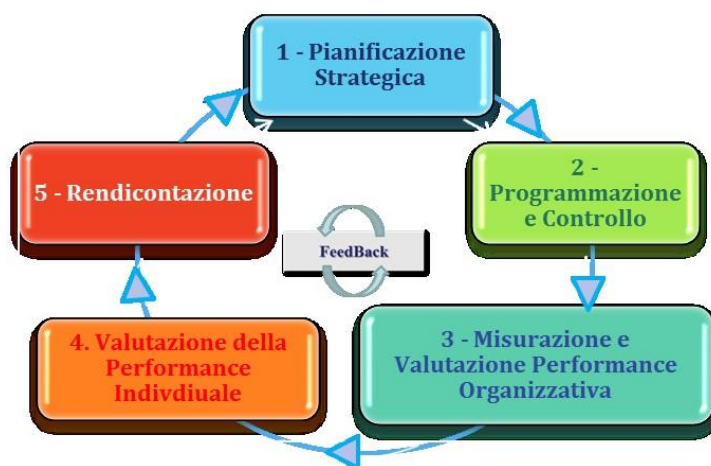 1 - Pianificazione
Strategica
2 -
Programmazione
e Controllo
3 - Misurazione e
Valutazione Performance
Organizzativa
4. Valutazione della
Performance
Indivdiuale
5 - Rendicontazione
FeedBack